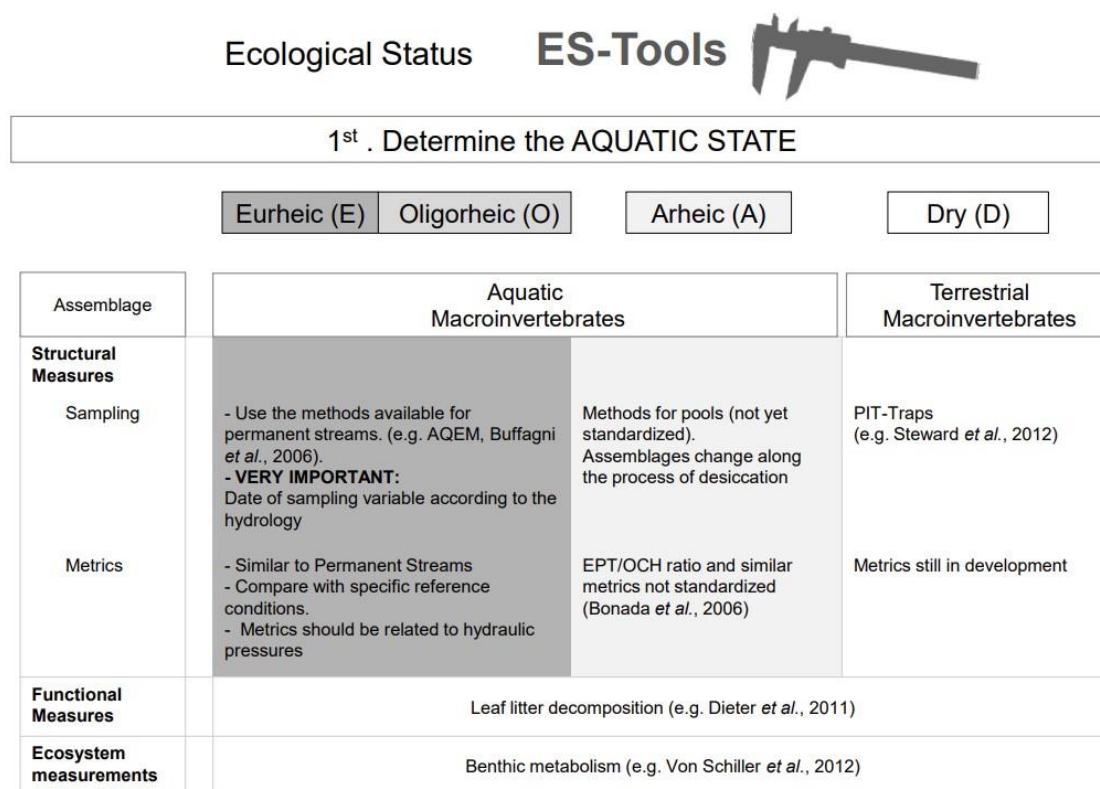 Ecological Status
ES-Tools
1st . Determine the AQUATIC STATE
Eurheic (E)
Oligorheic (O)
Arheic (A)
Dry (D)
Assemblage
Aquatic
Macroinvertebrates
Terrestrial
Macroinvertebrates
Structural
Measures
Sampling
- Use the methods available for
permanent streams. (e.g. AQEM, Buffagni
et al., 2006).
- VERY IMPORTANT:
Date of sampling variable according to the
hydrology
Methods for pools (not yet
standardized).
Assemblages change along
the process of desiccation
PIT-Traps
(e.g. Steward et al., 2012)
Metrics
- Similar to Permanent Streams
- Compare with specific reference
conditions.
- Metrics should be related to hydraulic
pressures
EPT/OCH ratio and similar
metrics not standardized
(Bonada et al., 2006)
Metrics still in development
Functional
Measures
Leaf litter decomposition (e.g. Dieter et al., 2011)
Ecosystem
measurements
Benthic metabolism (e.g. Von Schiller et al., 2012)